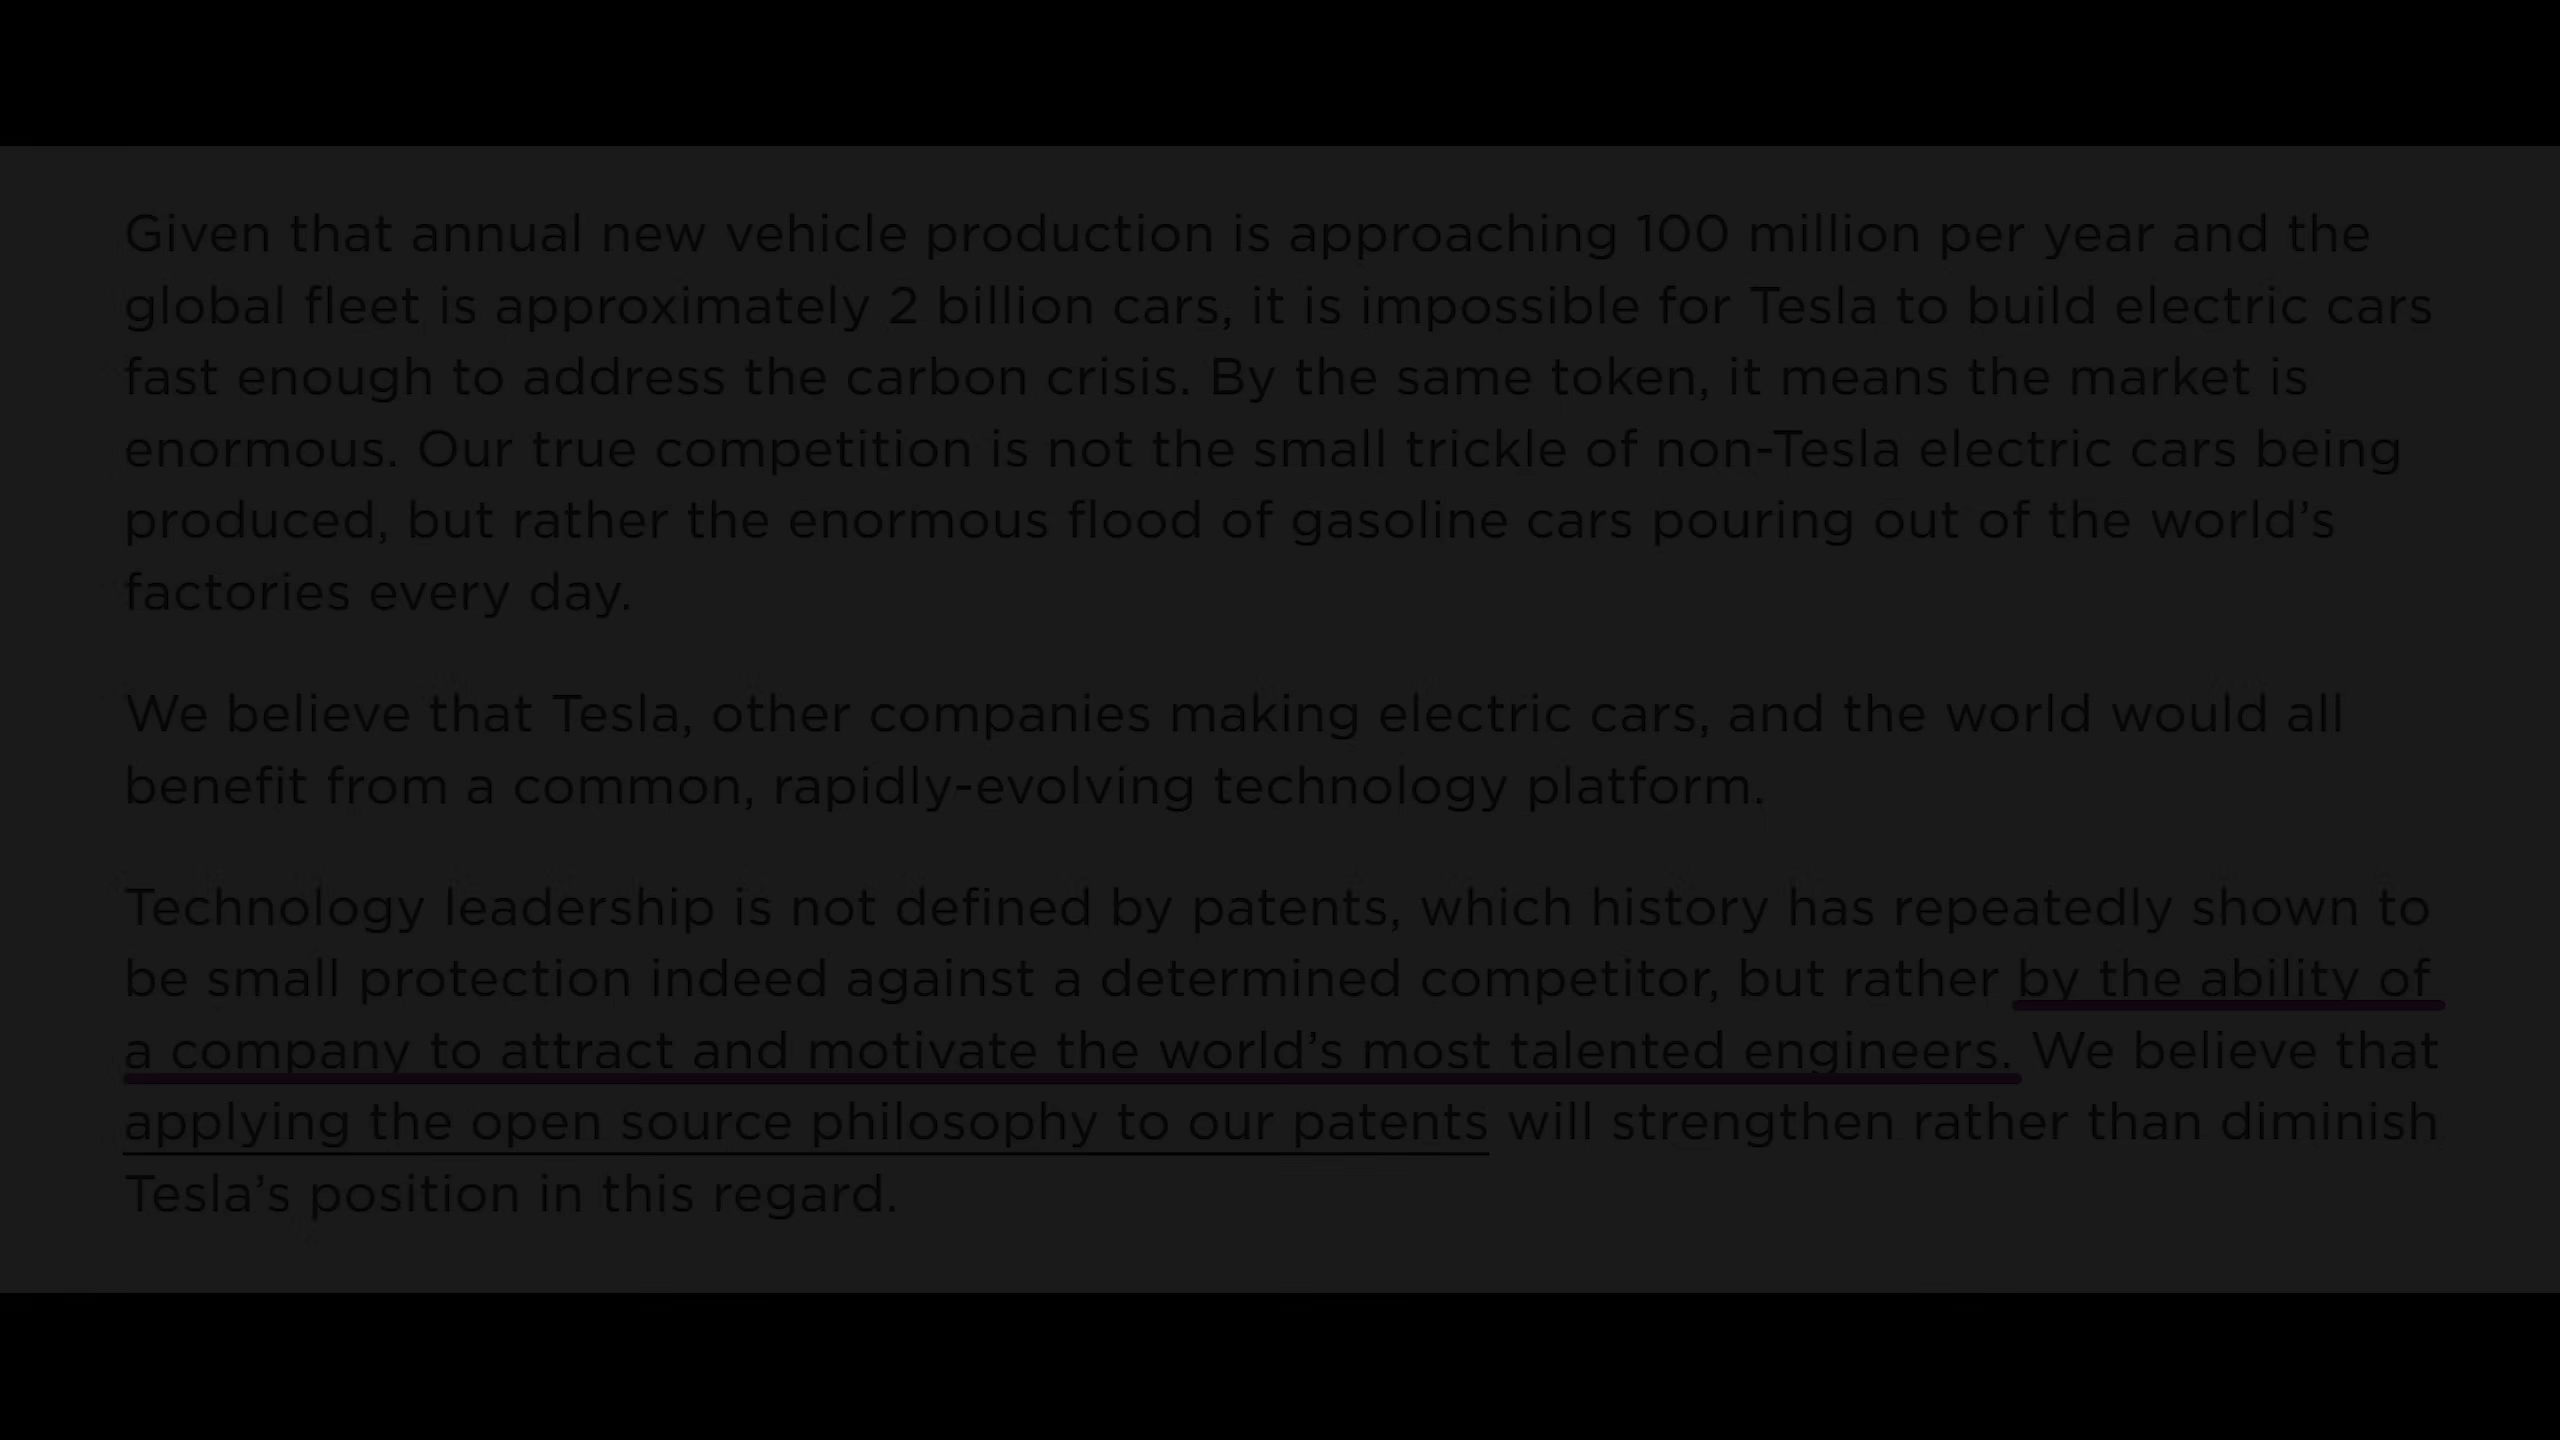 Given that annual new vehicle production is approaching 100 million per year and the
global fleet is approximately 2 billion cars, it is impossible for Tesla to build electric cars
fast enough to address the carbon crisis. By the same token, it means the market is
enormous. Our true competition is not the small trickle of non-Tesla electric cars being
produced, but rather the enormous flood of gasoline cars pouring out of the world’s
factories every day.
We believe that Tesla, other companies making electric cars, and the world would all
benefit from a common, rapidly-evolving technology platform.
Technology leadership is not defined by patents, which history has repeatedly shown to
be small protection indeed against a determined competitor, but rather by the ability of
a company to attract and motivate the world’s most talented engineers. We believe that
applying the open source philosophy to our patents will strengthen rather than diminish
Tesla’s position in this regard.